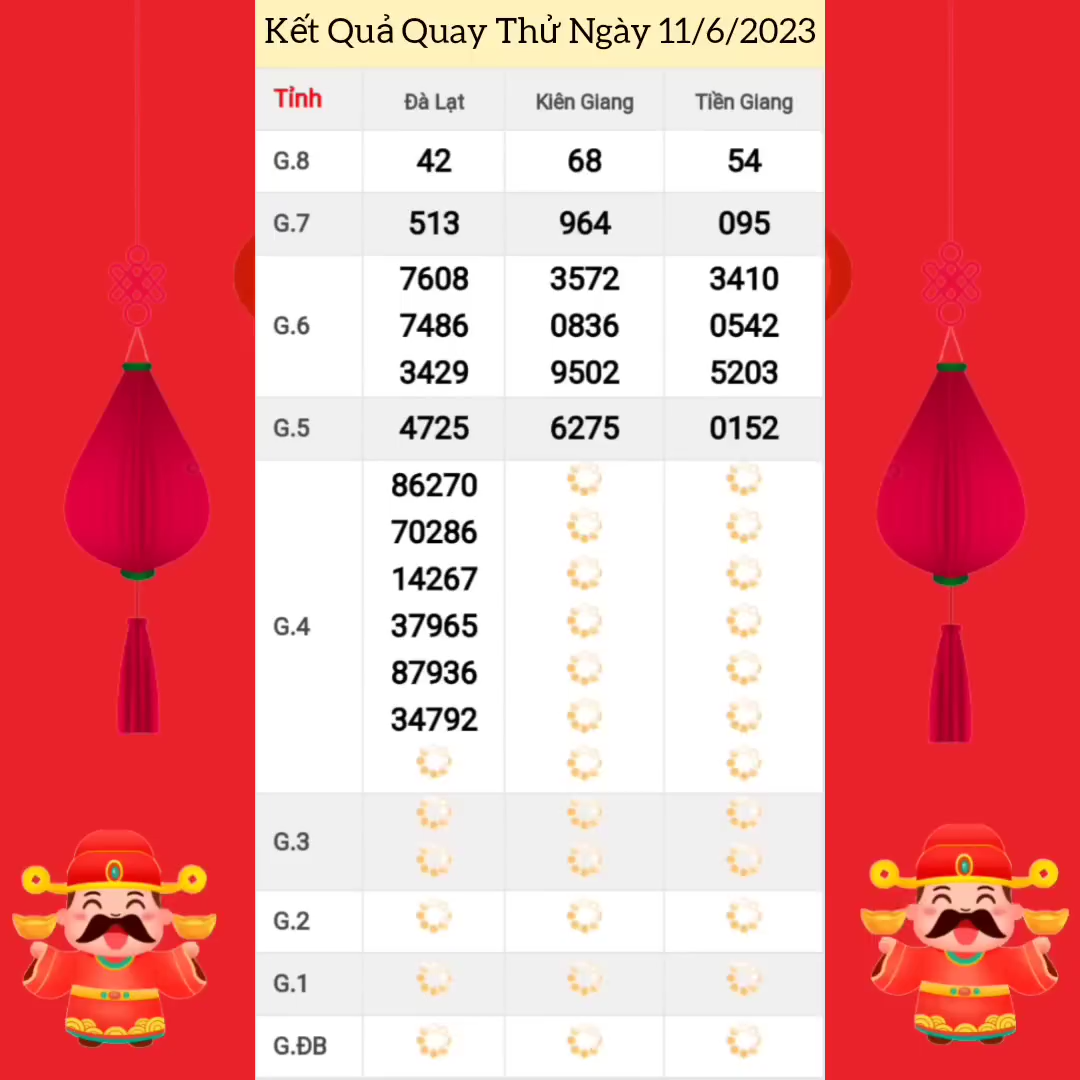 Kết Quả Quay Thử Ngày 11/6/2023
Tỉnh Đà Lạt Kiên Giang Tiền Giang
G.8 42 68 54
G.7 513 964 095
7608 3572 3410
G.6 7486 0836 0542
3429 9502 5203
G.5 4725 6275 0152
86270
70286
14267
G.4 37965
87936
34792
G.3
G.2
G.1
G.ĐB